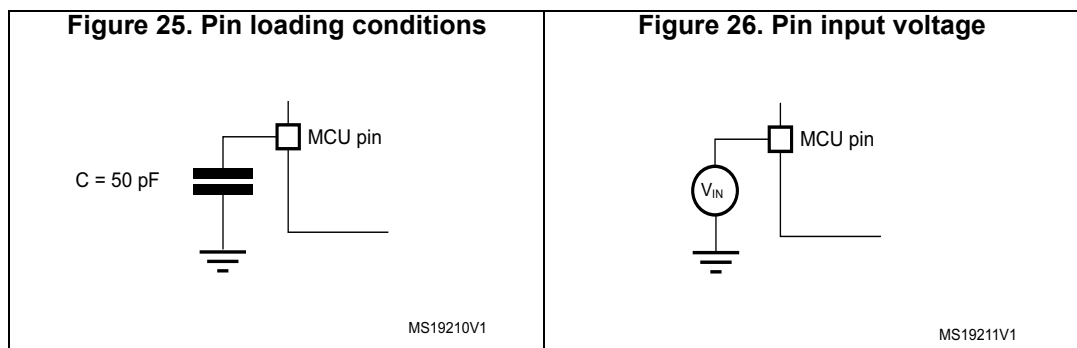 Figure 25. Pin loading conditions
MCU pin
C = 50 pF
MS19210V1
Figure 26. Pin input voltage
MCU pin
VIN
MS19211V1